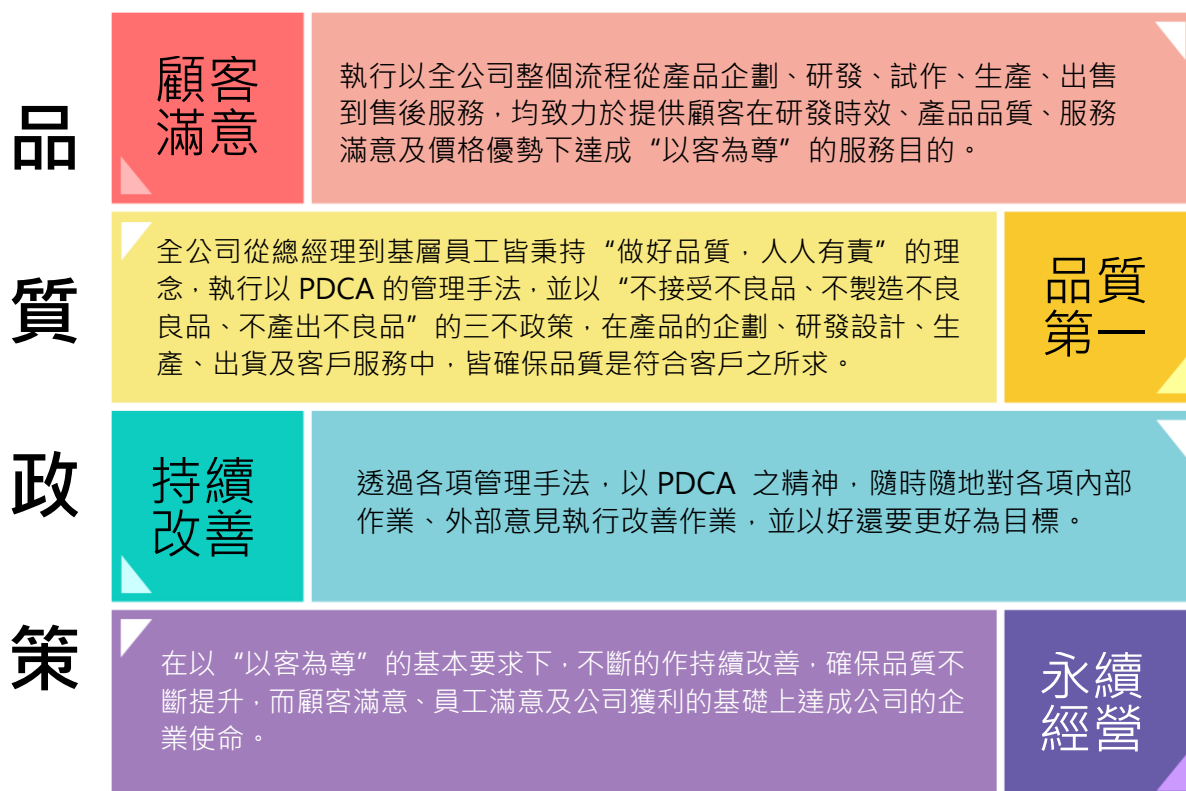 品質政策
顧客
滿意
執行以全公司整個流程從產品企劃、研發、試作、生產、出售
到售後服務，均致力於提供顧客在研發時效、產品品質、服務
滿意及價格優勢下達成“以客為尊”的服務目的。
全公司從總經理到基層員工皆秉持“做好品質，人人有責”的理
念，執行以 PDCA 的管理手法，並以“不接受不良品、不製造不良
良品、不產出不良品”的三不政策，在產品的企劃、研發設計、生
產、出貨及客戶服務中，皆確保品質是符合客戶之所求。
品質
第一
持續
改善
透過各項管理手法，以 PDCA 之精神，隨時隨地對各項內部
作業、外部意見執行改善作業，並以好還要更好為目標。
在以“以客為尊”的基本要求下，不斷的作持續改善，確保品質不
斷提升，而顧客滿意、員工滿意及公司獲利的基礎上達成公司的企
業使命。
永續
經營